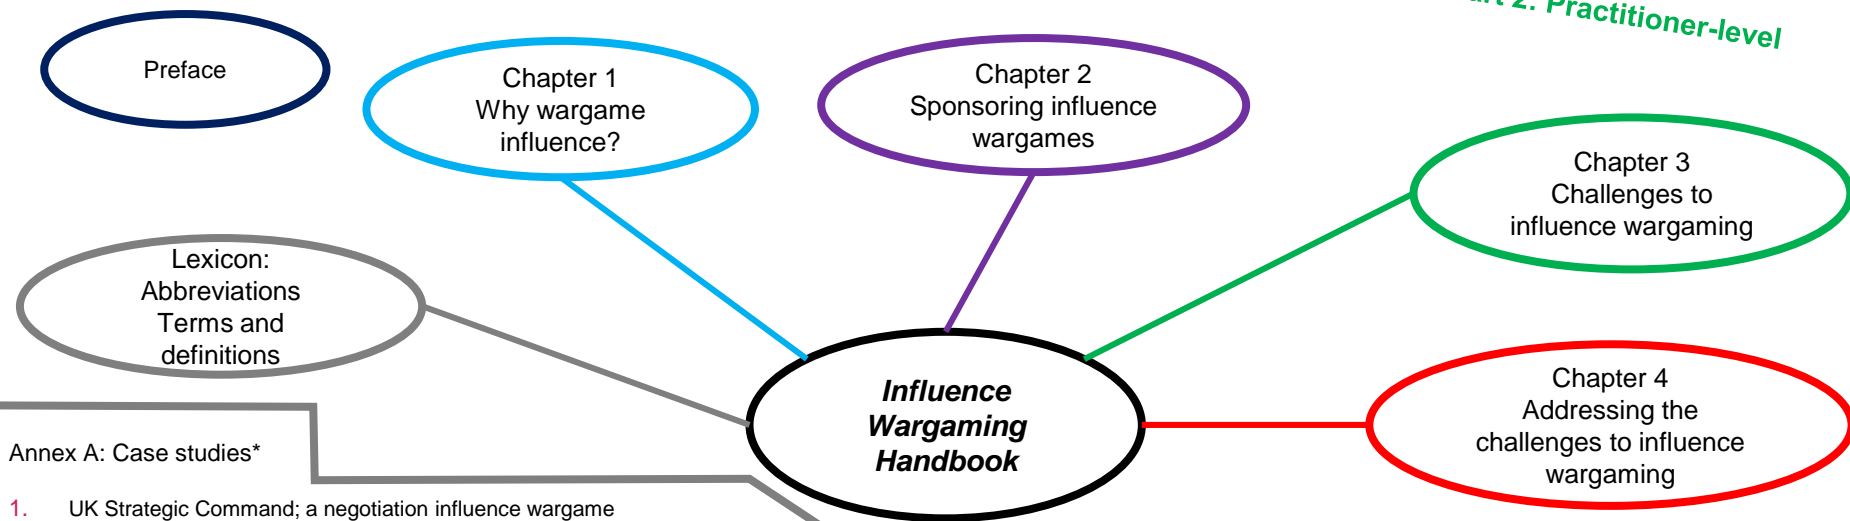 Part 2: Practitioner-level
Preface
Chapter 1
Why wargame
influence?
Chapter 2
Sponsoring influence
wargames
Chapter 3
Challenges to
influence wargaming
Lexicon:
Abbreviations
Terms and
definitions
Influence
Wargaming
Handbook
Chapter 4
Addressing the
challenges to influence
wargaming
Annex A: Case studies*
1. UK Strategic Command; a negotiation influence wargame